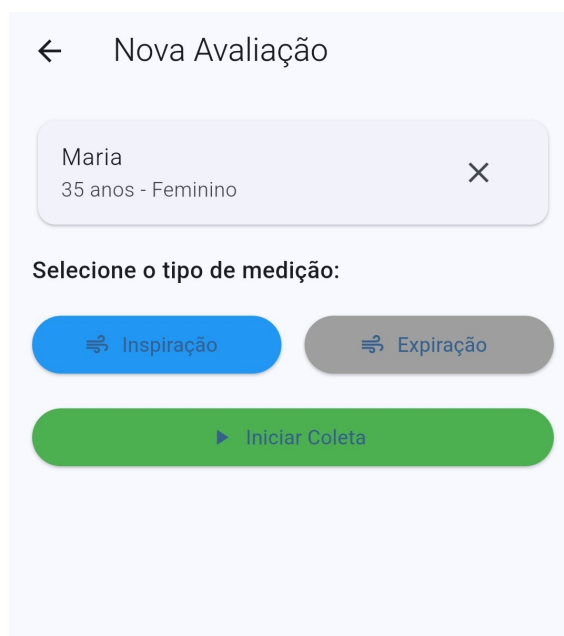 Nova Avaliação
Maria
35 anos - Feminino
Selecione o tipo de medição:
Inspiração
Expiração
Iniciar Coleta